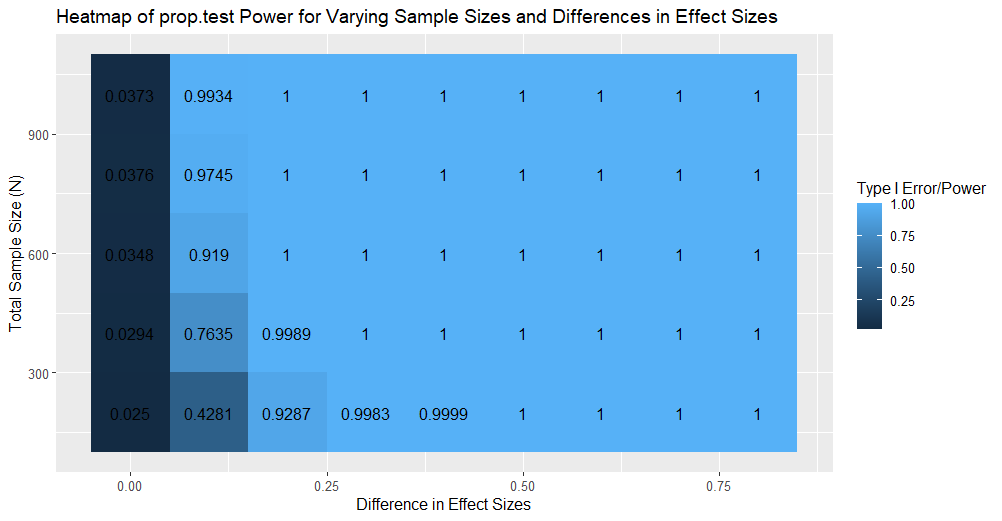 Heatmap of prop.test Power for Varying Sample Sizes and Differences in Effect Sizes
Total Sample Size (N)
900
600
300
0.0373 0.9934 1 1 1 1 1 1 1
0.0376 0.9745 1 1 1 1 1 1 1
0.0348 0.919 1 1 1 1 1 1 1
0.0294 0.7635 0.9989 1 1 1 1 1 1
0.025 0.4281 0.9287 0.9983 0.9999 1 1 1 1
0.00 0.25 0.50 0.75
Difference in Effect Sizes
Type I Error/Power
1.00
0.75
0.50
0.25